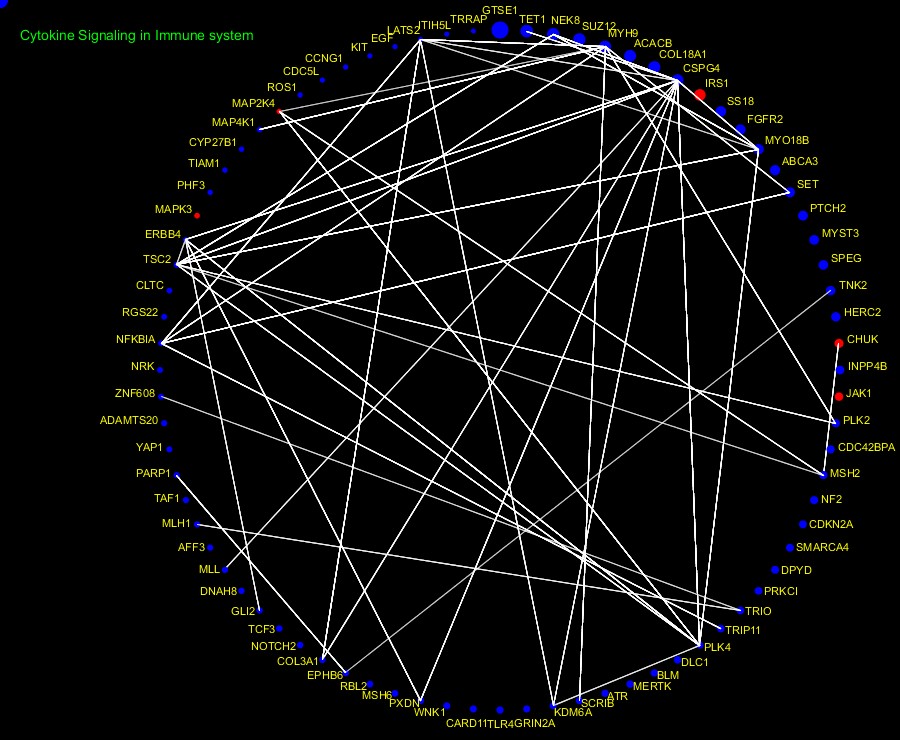 Cytokine Signaling in Immune system
GTSE1
TET1
NEK8
SUZ12
MYH9
ACACB
COL18A1
CSPG4
IRS1
SS18
FGFR2
MYO18B
ABCA3
SET
PTCH2
MYST3
SPEG
TNK2
HERC2
CHUK
INPP4B
JAK1
PLK2
CDC42BPA
MSH2
NF2
CDKN2A
SMARCA4
DPYD
PRKCI
TRIO
TRIP11
PLK4
DLC1
BLM
MERTK
ATR
SCRIB
KDM6A
GRIN2A
TLR4
CARD11
WNK1
PXDN
MSH6
RBL2
EPHB6
COL3A1
NOTCH2
TCF3
GLI2
DNAH8
MLL
AFF3
MLH1
TAF1
PARP1
YAP1
ADAMTS20
ZNF608
NRK
NFKBIA
RGS22
CLTC
TSC2
ERBB4
MAPK3
PHF3
TIAM1
CYP27B1
MAP4K1
MAP2K4
ROS1
CDC5L
CCNG1
KIT
EGF
LATS2
ITIH5L
TRRAP